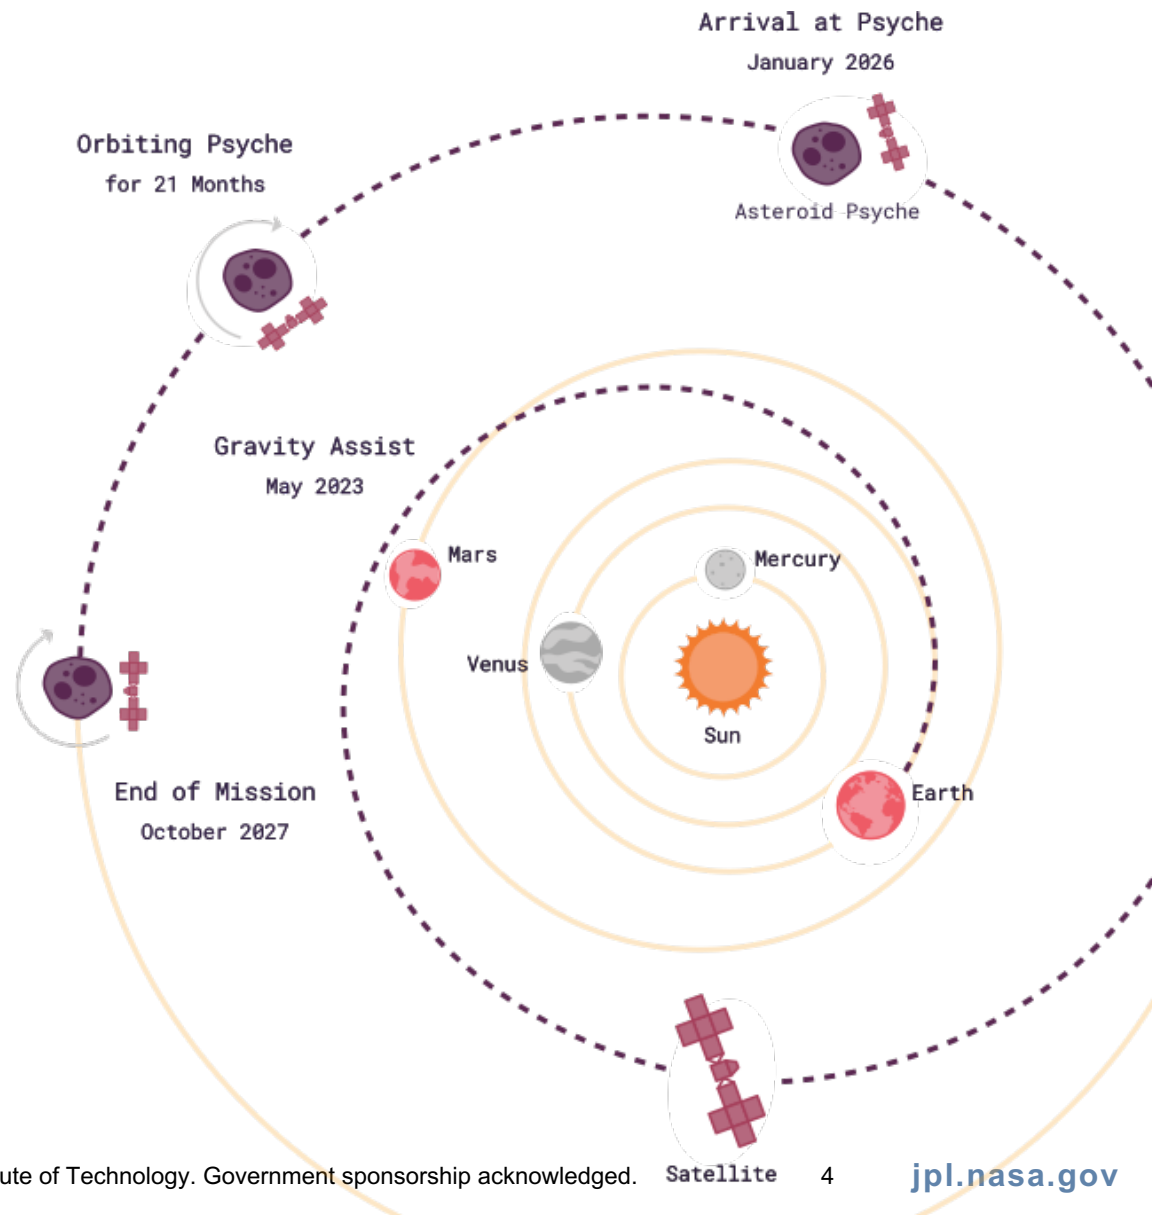 Arrival at Psyche
January 2026
Orbiting Psyche
for 21 Months
Asteroid Psyche
Gravity Assist
May 2023
Mars
Mercury
Venus
Sun
End of Mission
October 2027
Earth
Satellite
ute of Technology. Government sponsorship acknowledged.
4
jpl.nasa.gov